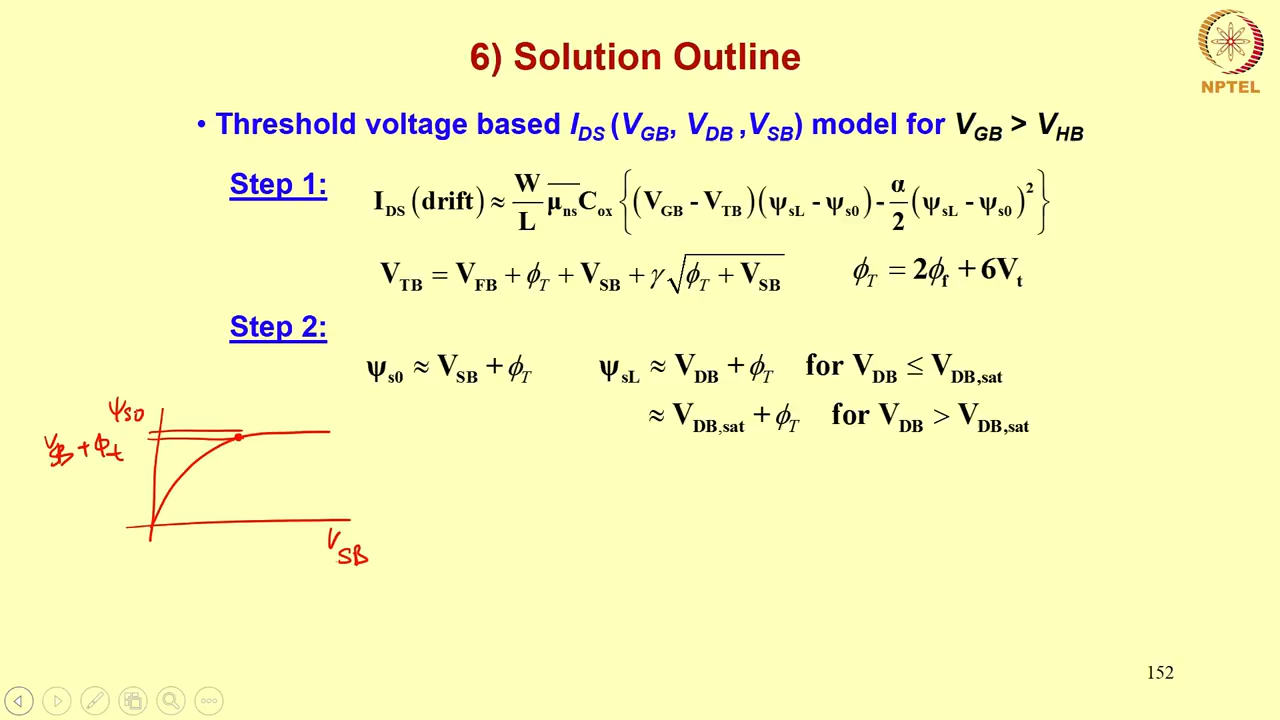 6) Solution Outline
NPTEL
• Threshold voltage based I_DS (V_GB, V_DB ,V_SB) model for V_GB > V_HB
Step 1: I_DS (drift) ≈ W/L μ̅_ns C_ox { (V_GB - V_TB)(ψ_sL - ψ_s0) - α/2 (ψ_sL - ψ_s0)^2 }
V_TB = V_FB + ϕ_T + V_SB + γ√(ϕ_T + V_SB) ϕ_T = 2ϕ_f + 6V_t
Step 2:
ψ_s0 ≈ V_SB + ϕ_T ψ_sL ≈ V_DB + ϕ_T for V_DB ≤ V_DB,sat
≈ V_DB,sat + ϕ_T for V_DB > V_DB,sat
ψ_s0
V_SB + ϕ_t
V_SB
152